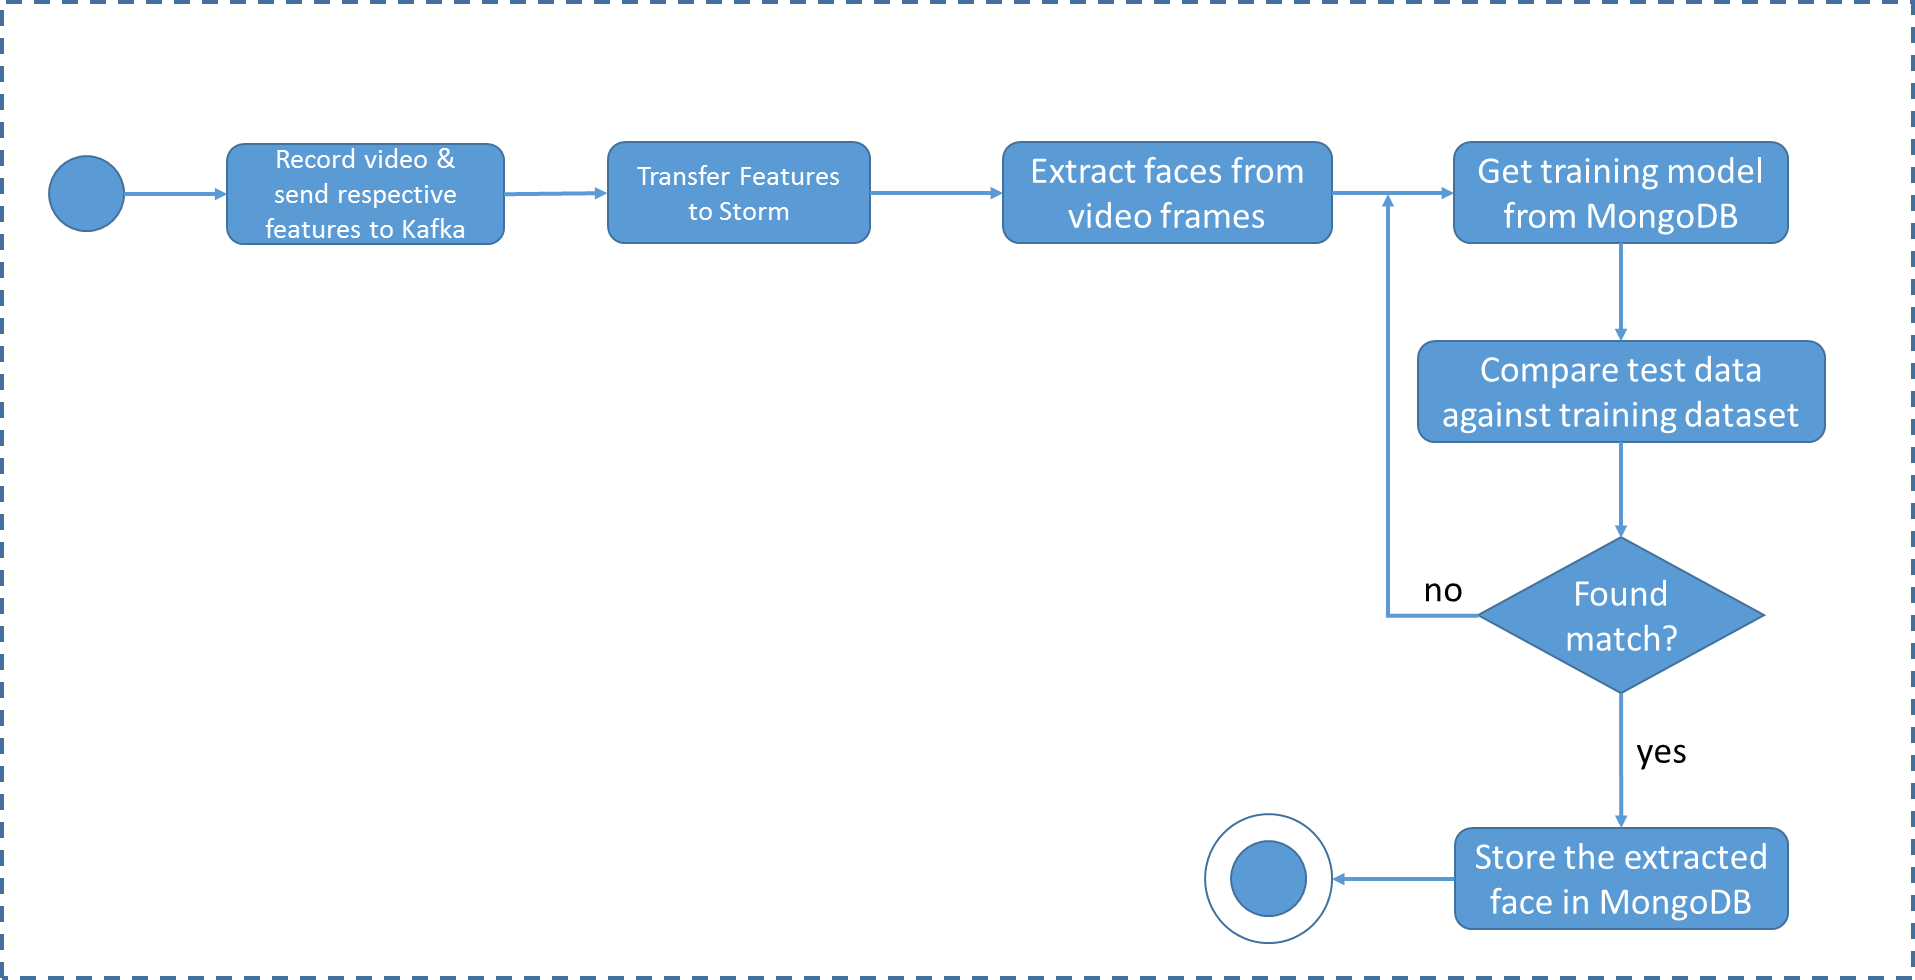 Record video &
send respective
features to Kafka
Transfer Features
to Storm
Extract faces from
video frames
Get training model
from MongoDB
Compare test data
against training dataset
Found
match?
no
yes
Store the extracted
face in MongoDB